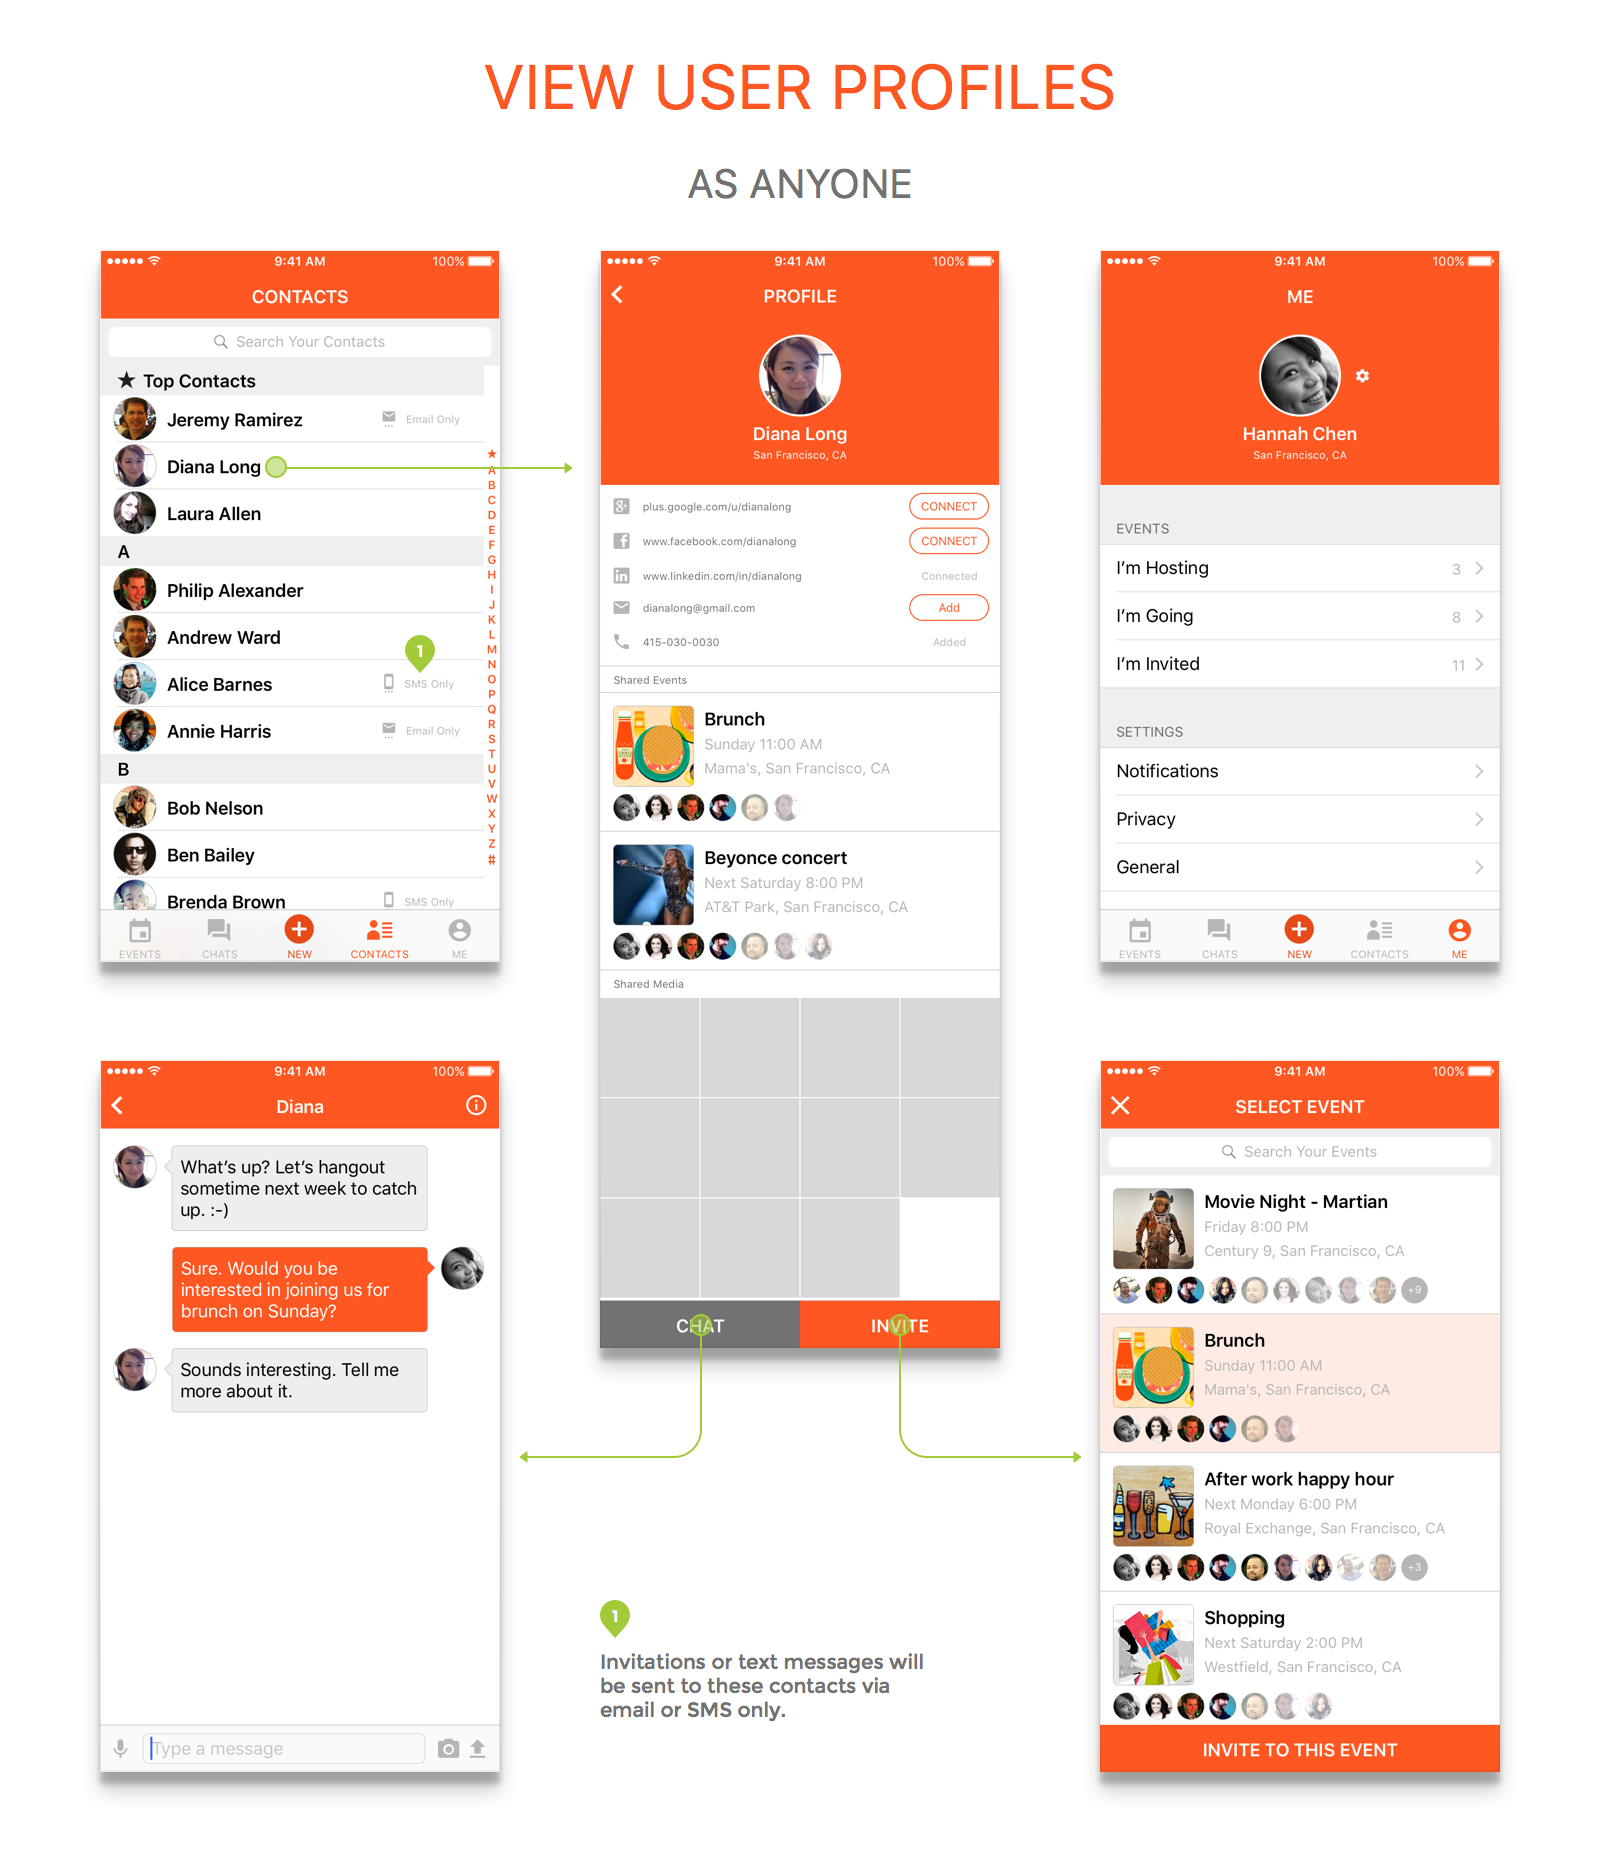 VIEW USER PROFILES
AS ANYONE
9:41 AM 100%
CONTACTS
Search Your Contacts
★ Top Contacts
Jeremy Ramirez Email Only
Diana Long
Laura Allen
A
Philip Alexander
Andrew Ward
1
Alice Barnes SMS Only
Annie Harris Email Only
B
Bob Nelson
Ben Bailey
Brenda Brown SMS Only
★
A
B
C
D
E
F
G
H
I
J
K
L
M
N
O
P
Q
R
S
T
U
V
W
X
Y
Z
#
EVENTS CHATS NEW CONTACTS ME
9:41 AM 100%
PROFILE
Diana Long
San Francisco, CA
plus.google.com/u/dianalong CONNECT
www.facebook.com/dianalong CONNECT
www.linkedin.com/in/dianalong Connected
dianalong@gmail.com Add
415-030-0030 Added
Shared Events
Brunch
Sunday 11:00 AM
Mama's, San Francisco, CA
Beyonce concert
Next Saturday 8:00 PM
AT&T Park, San Francisco, CA
Shared Media
CHAT INVITE
9:41 AM 100%
ME
Hannah Chen
San Francisco, CA
EVENTS
I'm Hosting 3
I'm Going 8
I'm Invited 11
SETTINGS
Notifications
Privacy
General
EVENTS CHATS NEW CONTACTS ME
9:41 AM 100%
Diana
What's up? Let's hangout
sometime next week to catch
up. :-)
Sure. Would you be
interested in joining us for
brunch on Sunday?
Sounds interesting. Tell me
more about it.
Type a message
1
Invitations or text messages will
be sent to these contacts via
email or SMS only.
9:41 AM 100%
SELECT EVENT
Search Your Events
Movie Night - Martian
Friday 8:00 PM
Century 9, San Francisco, CA
+9
Brunch
Sunday 11:00 AM
Mama's, San Francisco, CA
After work happy hour
Next Monday 6:00 PM
Royal Exchange, San Francisco, CA
+3
Shopping
Next Saturday 2:00 PM
Westfield, San Francisco, CA
INVITE TO THIS EVENT